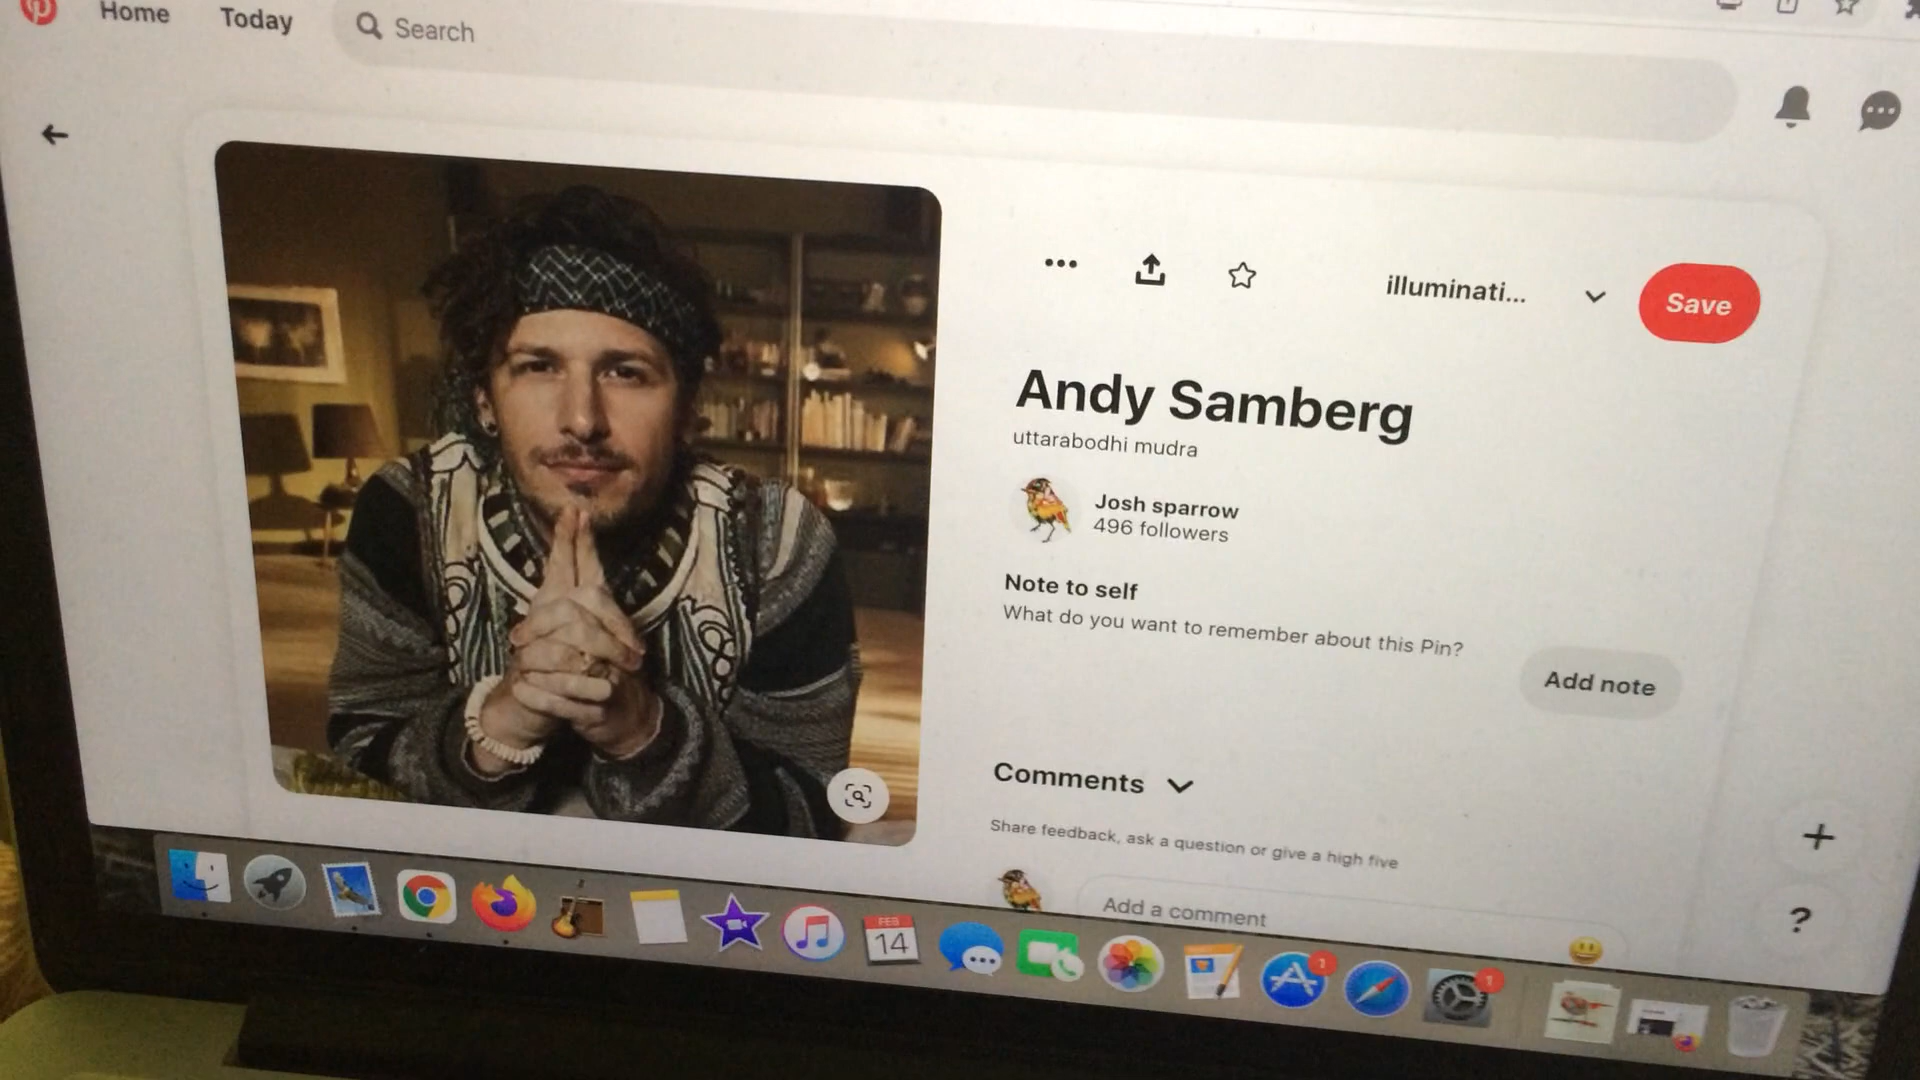 Home Today Search
illuminati...
Save
Andy Samberg
uttarabodhi mudra
Josh sparrow
496 followers
Note to self
What do you want to remember about this Pin?
Add note
Comments
Share feedback, ask a question or give a high five
Add a comment
?
FEB
14
1
1